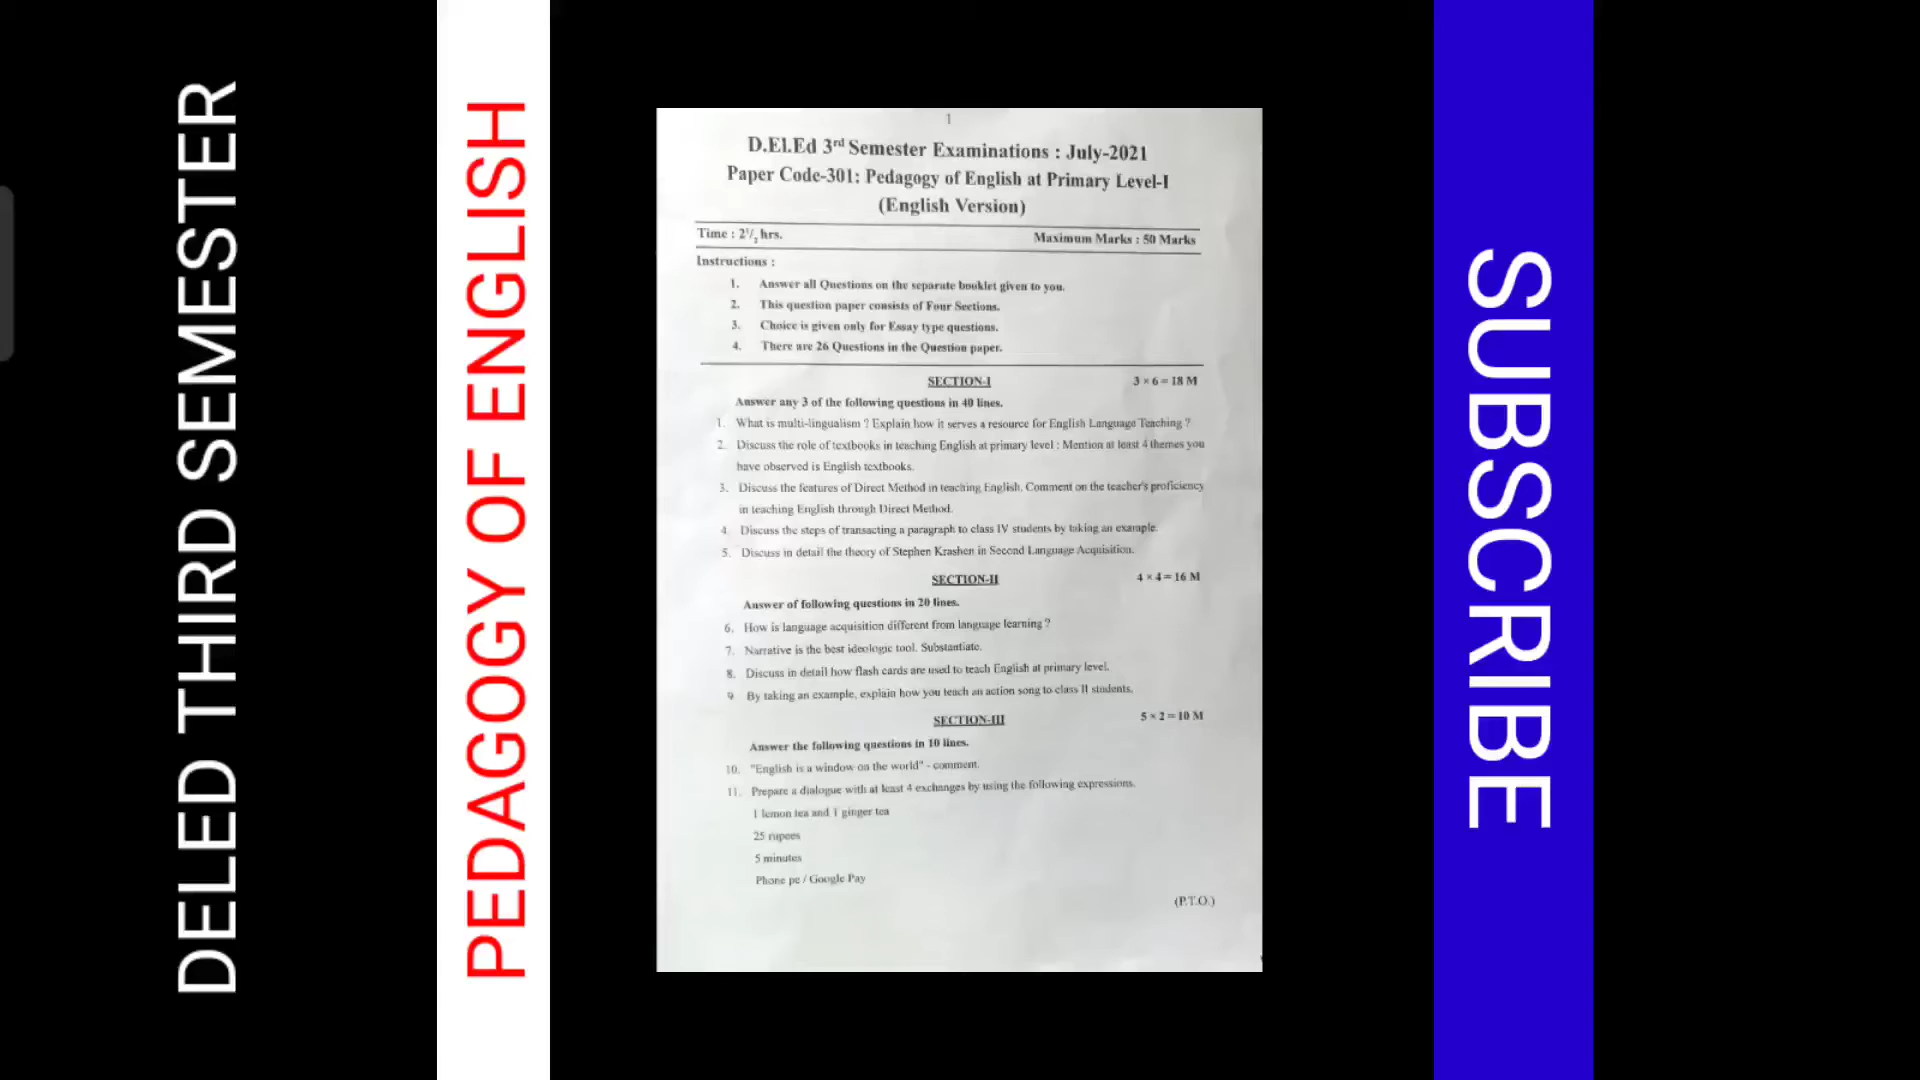 DELED THIRD SEMESTER
PEDAGOGY OF ENGLISH
1
D.El.Ed 3rd Semester Examinations : July-2021
Paper Code-301: Pedagogy of English at Primary Level-I
(English Version)
Time : 2 1/2 hrs.    Maximum Marks : 50 Marks
Instructions :
1. Answer all Questions on the separate booklet given to you.
2. This question paper consists of Four Sections.
3. Choice is given only for Essay type questions.
4. There are 26 Questions in the Question paper.
SECTION-I    3 × 6 = 18 M
Answer any 3 of the following questions in 40 lines.
1. What is multi-lingualism ? Explain how it serves a resource for English Language Teaching ?
2. Discuss the role of textbooks in teaching English at primary level : Mention at least 4 themes you
have observed is English textbooks.
3. Discuss the features of Direct Method in teaching English. Comment on the teacher's proficiency
in teaching English through Direct Method.
4. Discuss the steps of transacting a paragraph to class IV students by taking an example.
5. Discuss in detail the theory of Stephen Krashen in Second Language Acquisition.
SECTION-II    4 × 4 = 16 M
Answer of following questions in 20 lines.
6. How is language acquisition different from language learning ?
7. Narrative is the best ideologic tool. Substantiate.
8. Discuss in detail how flash cards are used to teach English at primary level.
9 By taking an example, explain how you teach an action song to class II students.
SECTION-III    5 × 2 = 10 M
Answer the following questions in 10 lines.
10. "English is a window on the world" - comment.
11. Prepare a dialogue with at least 4 exchanges by using the following expressions.
1 lemon tea and 1 ginger tea
25 rupees
5 minutes
Phone pe / Google Pay
(P.T.O.)
SUBSCRIBE